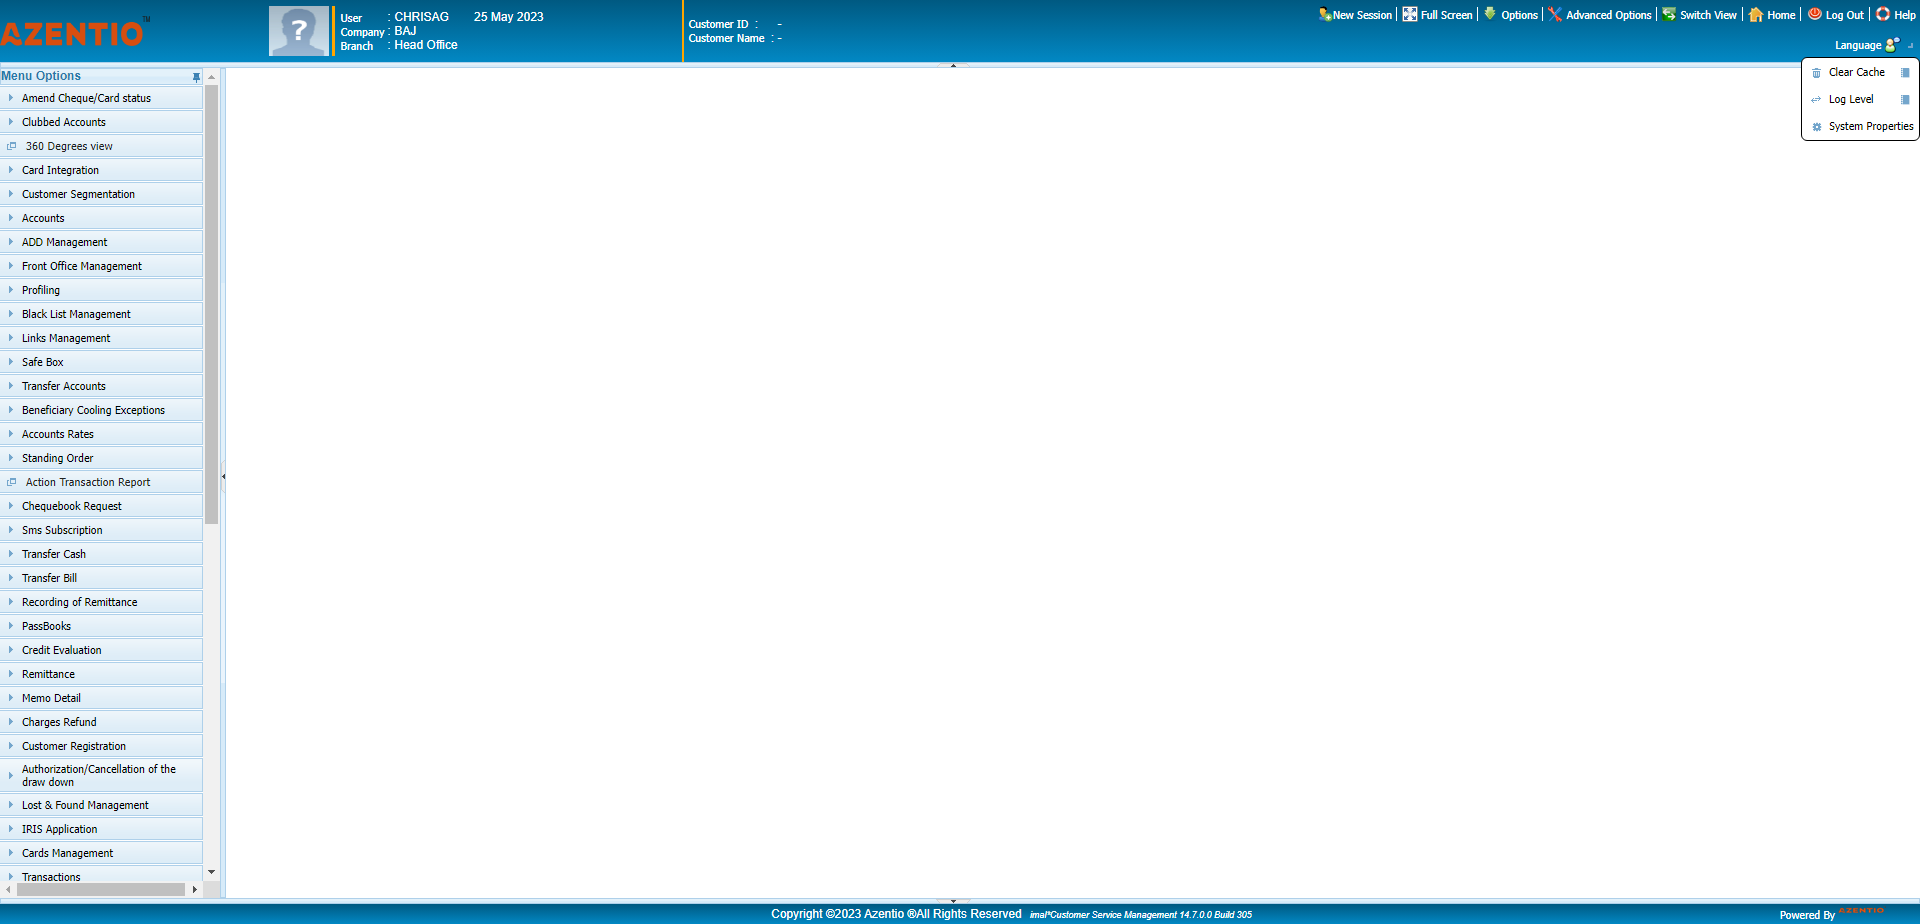 AZENTIO™
User : CHRISAG 25 May 2023
Company : BAJ
Branch : Head Office
Customer ID : -
Customer Name : -
New Session Full Screen Options Advanced Options Switch View Home Log Out Help
Language
Clear Cache
Log Level
System Properties
Menu Options
Amend Cheque/Card status
Clubbed Accounts
360 Degrees view
Card Integration
Customer Segmentation
Accounts
ADD Management
Front Office Management
Profiling
Black List Management
Links Management
Safe Box
Transfer Accounts
Beneficiary Cooling Exceptions
Accounts Rates
Standing Order
Action Transaction Report
Chequebook Request
Sms Subscription
Transfer Cash
Transfer Bill
Recording of Remittance
PassBooks
Credit Evaluation
Remittance
Memo Detail
Charges Refund
Customer Registration
Authorization/Cancellation of the
draw down
Lost & Found Management
IRIS Application
Cards Management
Transactions
Copyright ©2023 Azentio ®All Rights Reserved imal*Customer Service Management 14.7.0.0 Build 305
Powered By AZENTIO